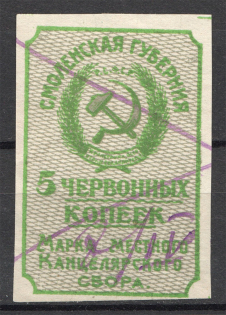 СМОЛЕНСКАЯ ГУБЕРНИЯ
5 ЧЕРВОННЫХ
КОПЕЕК
МАРКА МЕСТНОГО
КАНЦЕЛЯРСКОГО
СБОРА